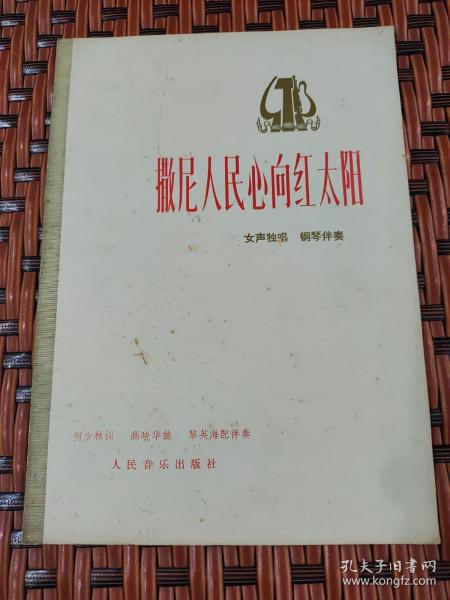 撒尼人民心向红太阳
女声独唱 钢琴伴奏
何少林词 高映华曲 黎英海配伴奏
人民音乐出版社
孔夫子旧书网
www.kongfz.com